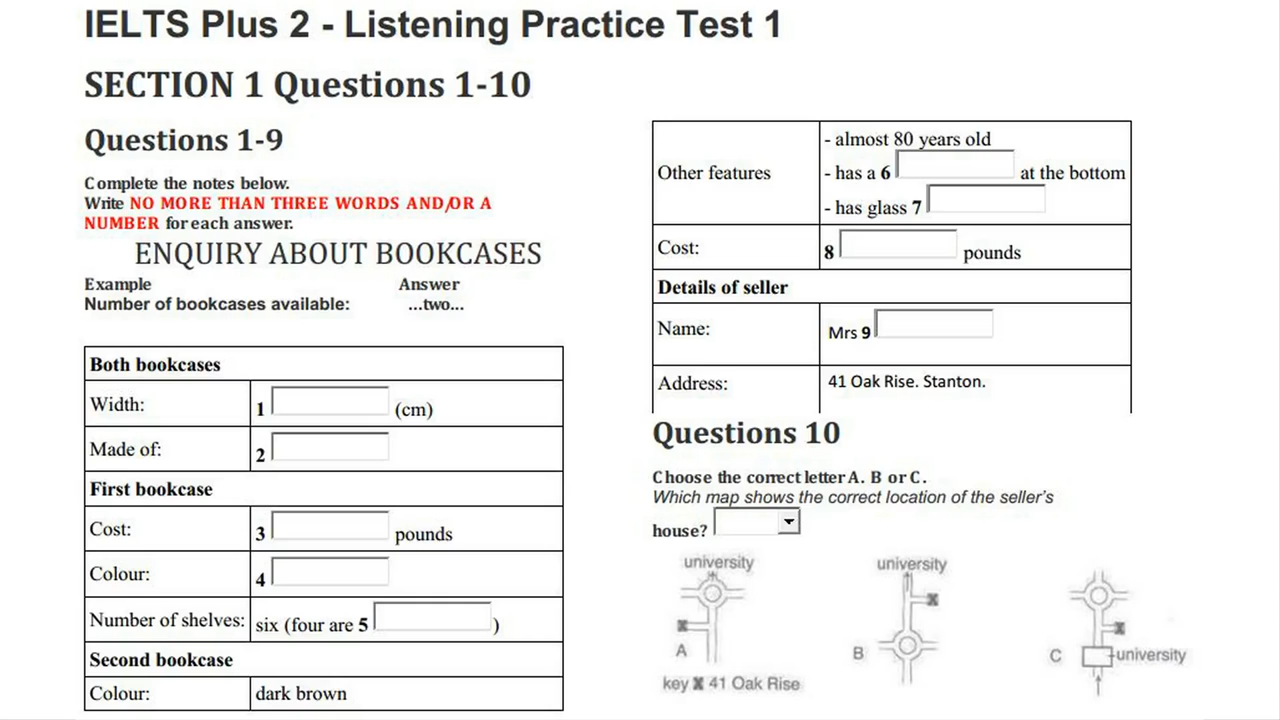 IELTS Plus 2 - Listening Practice Test 1
SECTION 1 Questions 1-10
Questions 1-9
Complete the notes below.
Write NO MORE THAN THREE WORDS AND/OR A
NUMBER for each answer.
ENQUIRY ABOUT BOOKCASES
Example Answer
Number of bookcases available: ...two...
Both bookcases
Width: 1 (cm)
Made of: 2
First bookcase
Cost: 3 pounds
Colour: 4
Number of shelves: six (four are 5 )
Second bookcase
Colour: dark brown
Other features
- almost 80 years old
- has a 6 at the bottom
- has glass 7
Cost: 8 pounds
Details of seller
Name: Mrs 9
Address: 41 Oak Rise. Stanton.
Questions 10
Choose the correct letter A. B or C.
Which map shows the correct location of the seller's
house?
university
A
key X 41 Oak Rise
university
B
C
university